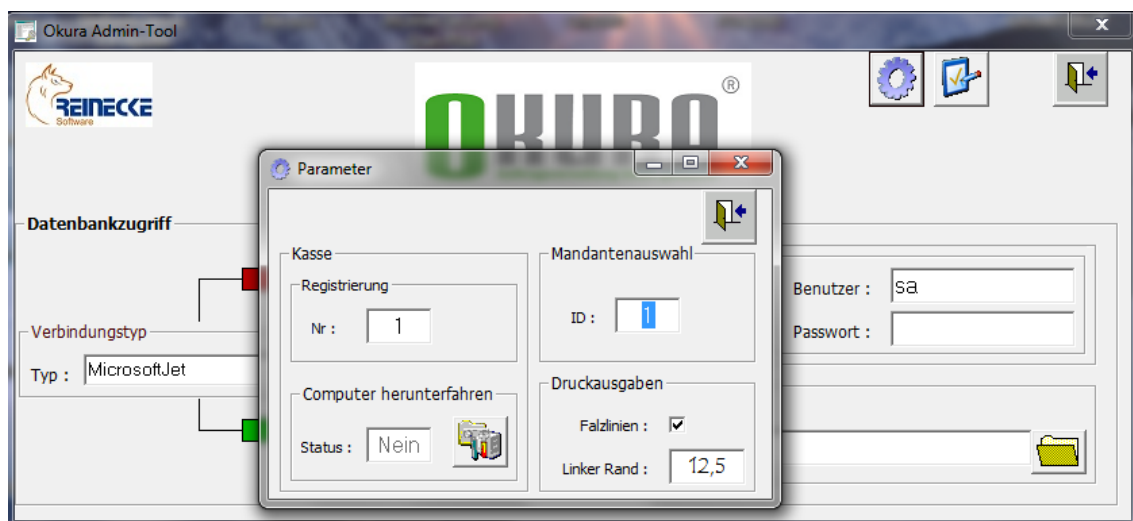 Okura Admin-Tool
X
REINECKE
Software
OKURA
®
Parameter
Datenbankzugriff
Kasse
Mandantenauswahl
Registrierung
Nr : 1
ID : 1
Benutzer : sa
Passwort :
Verbindungstyp
Typ : MicrosoftJet
Computer herunterfahren
Druckausgaben
Falzlinien :
Status : Nein
Linker Rand : 12,5